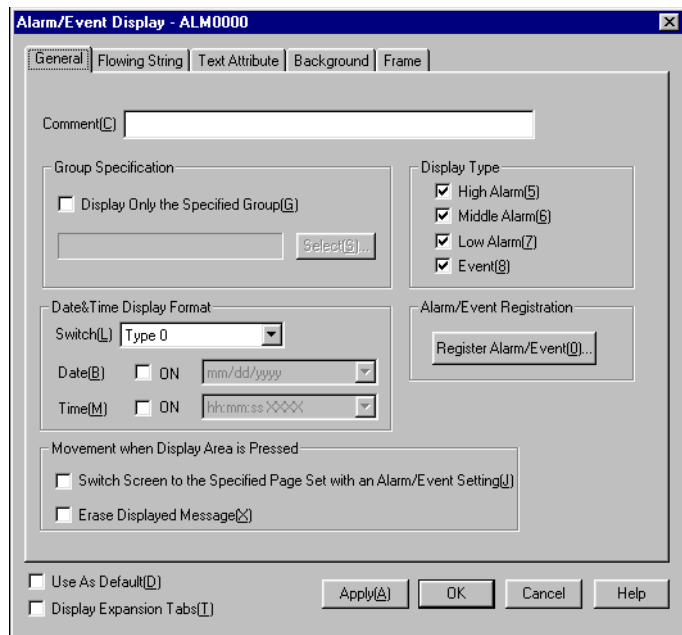 Alarm/Event Display - ALM0000
General Flowing String Text Attribute Background Frame
Comment(C)
Group Specification
Display Only the Specified Group(G)
Select(S)...
Display Type
High Alarm(5)
Middle Alarm(6)
Low Alarm(7)
Event(8)
Date&Time Display Format
Switch(L) Type 0
Date(B) ON mm/dd/yyyy
Time(M) ON hh:mm:ss XXXX
Alarm/Event Registration
Register Alarm/Event(0)...
Movement when Display Area is Pressed
Switch Screen to the Specified Page Set with an Alarm/Event Setting(J)
Erase Displayed Message(X)
Use As Default(D)
Display Expansion Tabs(T)
Apply(A) OK Cancel Help